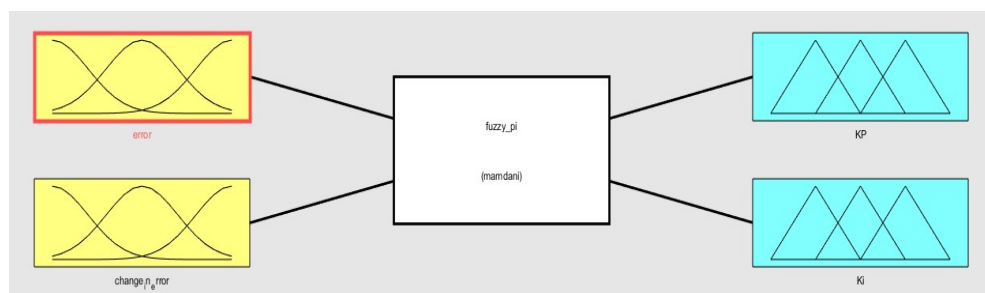 error
fuzzy_pi
(mamdani)
KP
change_in_error
Ki